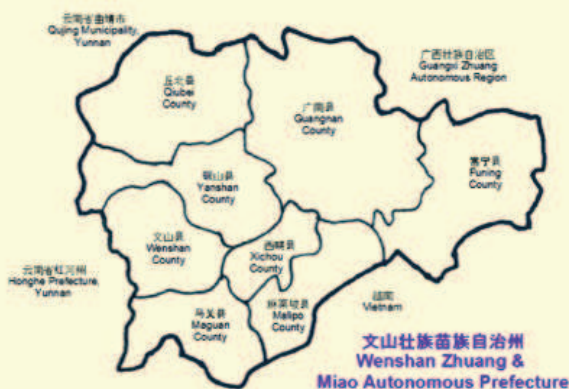 云南省曲靖市
Qujing Municipality,
Yunnan
广西壮族自治区
Guangxi Zhuang
Autonomous Region
丘北县
Qiubei
County
广南县
Guangnan
County
富宁县
Funing
County
砚山县
Yanshan
County
文山县
Wenshan
County
西畴县
Xichou
County
云南省红河州
Honghe Prefecture,
Yunnan
马关县
Maguan
County
麻栗坡县
Malipo
County
越南
Vietnam
文山壮族苗族自治州
Wenshan Zhuang &
Miao Autonomous Prefecture